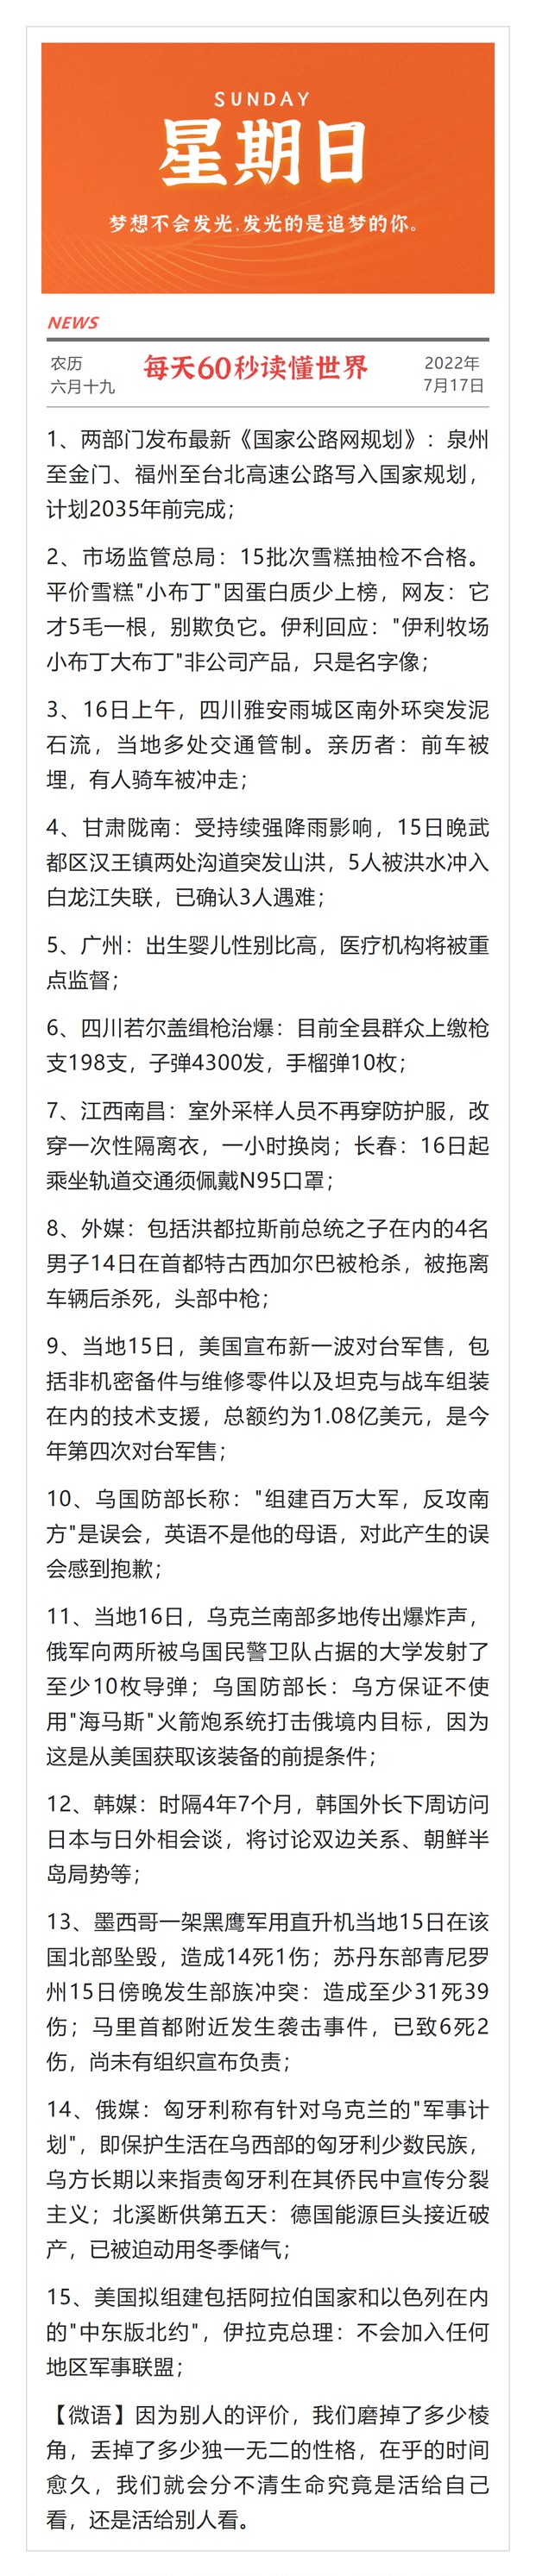 SUNDAY
星期日
梦想不会发光,发光的是追梦的你。
NEWS
农历
六月十九
每天60秒读懂世界
2022年
7月17日
1、两部门发布最新《国家公路网规划》：泉州
至金门、福州至台北高速公路写入国家规划，
计划2035年前完成；
2、市场监管总局：15批次雪糕抽检不合格。
平价雪糕"小布丁"因蛋白质少上榜，网友：它
才5毛一根，别欺负它。伊利回应："伊利牧场
小布丁大布丁"非公司产品，只是名字像；
3、16日上午，四川雅安雨城区南外环突发泥
石流，当地多处交通管制。亲历者：前车被
埋，有人骑车被冲走；
4、甘肃陇南：受持续强降雨影响，15日晚武
都区汉王镇两处沟道突发山洪，5人被洪水冲入
白龙江失联，已确认3人遇难；
5、广州：出生婴儿性别比高，医疗机构将被重
点监督；
6、四川若尔盖缉枪治爆：目前全县群众上缴枪
支198支，子弹4300发，手榴弹10枚；
7、江西南昌：室外采样人员不再穿防护服，改
穿一次性隔离衣，一小时换岗；长春：16日起
乘坐轨道交通须佩戴N95口罩；
8、外媒：包括洪都拉斯前总统之子在内的4名
男子14日在首都特古西加尔巴被枪杀，被拖离
车辆后杀死，头部中枪；
9、当地15日，美国宣布新一波对台军售，包
括非机密备件与维修零件以及坦克与战车组装
在内的技术支援，总额约为1.08亿美元，是今
年第四次对台军售；
10、乌国防部长称："组建百万大军，反攻南
方"是误会，英语不是他的母语，对此产生的误
会感到抱歉；
11、当地16日，乌克兰南部多地传出爆炸声，
俄军向两所被乌国民警卫队占据的大学发射了
至少10枚导弹；乌国防部长：乌方保证不使
用"海马斯"火箭炮系统打击俄境内目标，因为
这是从美国获取该装备的前提条件；
12、韩媒：时隔4年7个月，韩国外长下周访问
日本与日外相会谈，将讨论双边关系、朝鲜半
岛局势等；
13、墨西哥一架黑鹰军用直升机当地15日在该
国北部坠毁，造成14死1伤；苏丹东部青尼罗
州15日傍晚发生部族冲突：造成至少31死39
伤；马里首都附近发生袭击事件，已致6死2
伤，尚未有组织宣布负责；
14、俄媒：匈牙利称有针对乌克兰的"军事计
划"，即保护生活在乌西部的匈牙利少数民族，
乌方长期以来指责匈牙利在其侨民中宣传分裂
主义；北溪断供第五天：德国能源巨头接近破
产，已被迫动用冬季储气；
15、美国拟组建包括阿拉伯国家和以色列在内
的"中东版北约"，伊拉克总理：不会加入任何
地区军事联盟；
【微语】因为别人的评价，我们磨掉了多少棱
角，丢掉了多少独一无二的性格，在乎的时间
愈久，我们就会分不清生命究竟是活给自己
看，还是活给别人看。